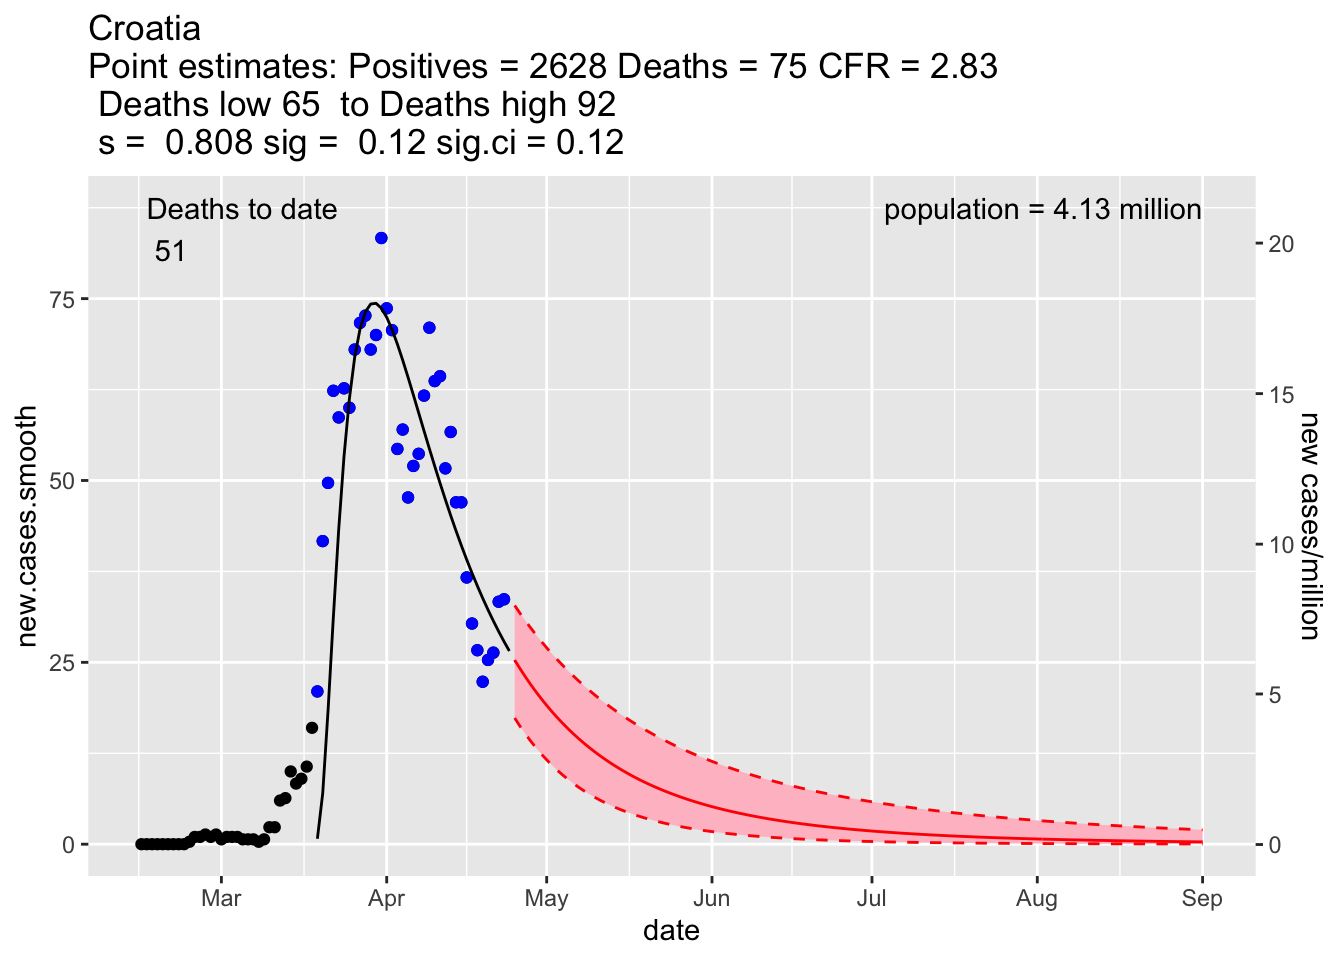 Croatia
Point estimates: Positives = 2628 Deaths = 75 CFR = 2.83
Deaths low 65  to Deaths high 92
s =  0.808 sig =  0.12 sig.ci = 0.12
Deaths to date
51
population = 4.13 million
75
50
25
0
new.cases.smooth
20
15
10
5
0
new cases/million
Mar Apr May Jun Jul Aug Sep
date